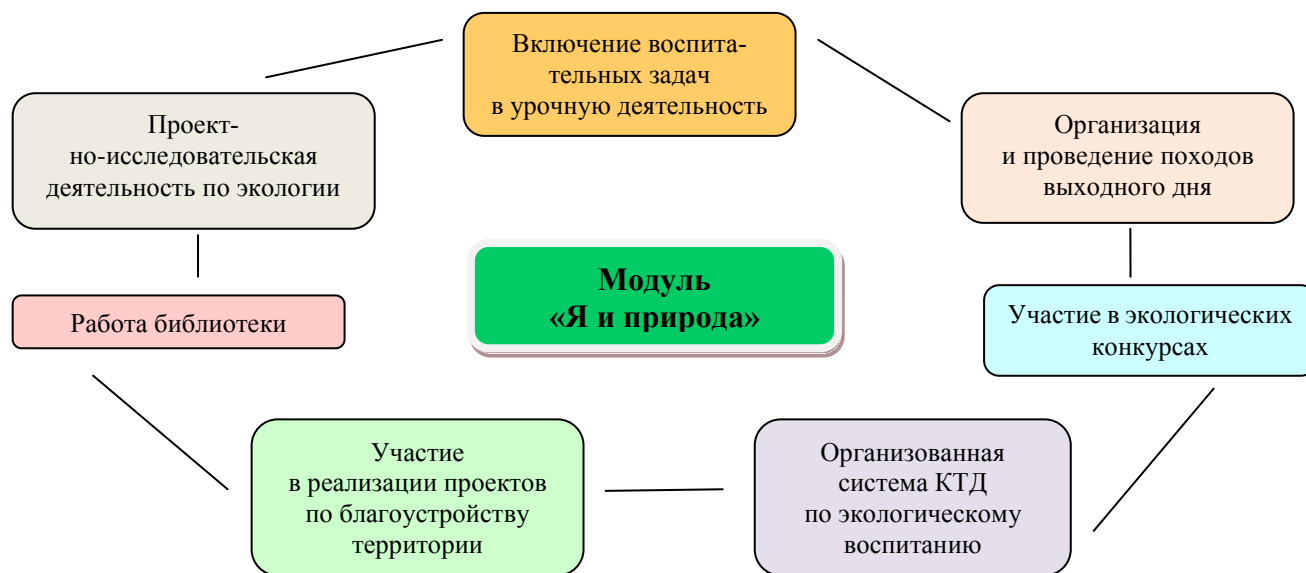 Включение воспита-
тельных задач
в урочную деятельность
Проект-
но-исследовательская
деятельность по экологии
Организация
и проведение походов
выходного дня
Модуль
«Я и природа»
Работа библиотеки
Участие в экологических
конкурсах
Участие
в реализации проектов
по благоустройству
территории
Организованная
система КТД
по экологическому
воспитанию